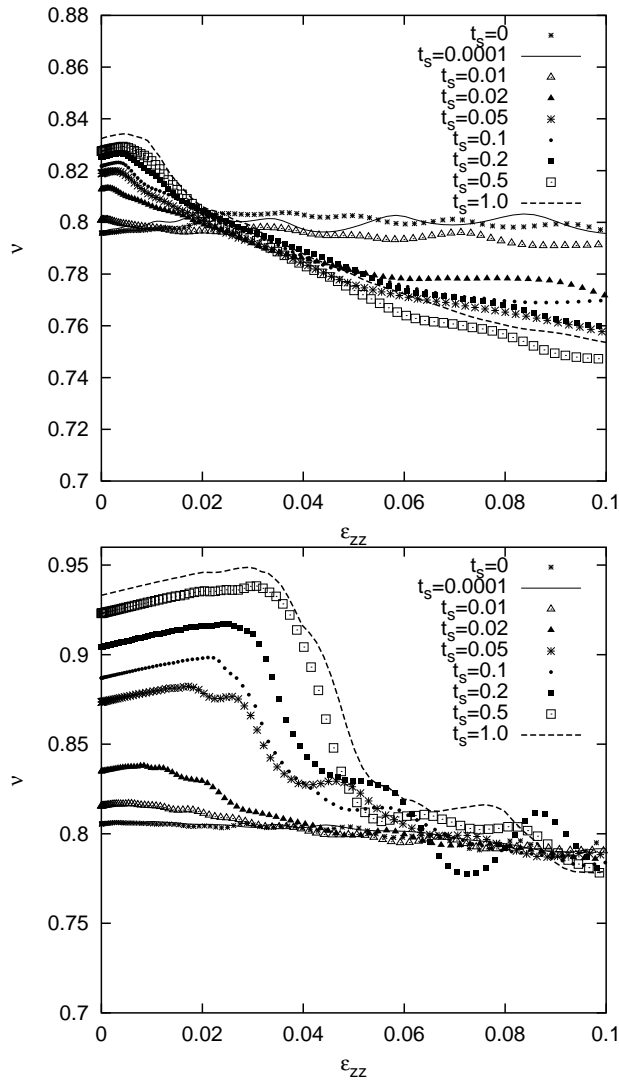 0.88
0.86
0.84
0.82
0.8
0.78
0.76
0.74
0.72
0.7
ν
0
0.02
0.04
0.06
0.08
0.1
ε_zz
t_s=0
t_s=0.0001
t_s=0.01
t_s=0.02
t_s=0.05
t_s=0.1
t_s=0.2
t_s=0.5
t_s=1.0
0.95
0.9
0.85
0.8
0.75
0.7
ν
0
0.02
0.04
0.06
0.08
0.1
ε_zz
t_s=0
t_s=0.0001
t_s=0.01
t_s=0.02
t_s=0.05
t_s=0.1
t_s=0.2
t_s=0.5
t_s=1.0